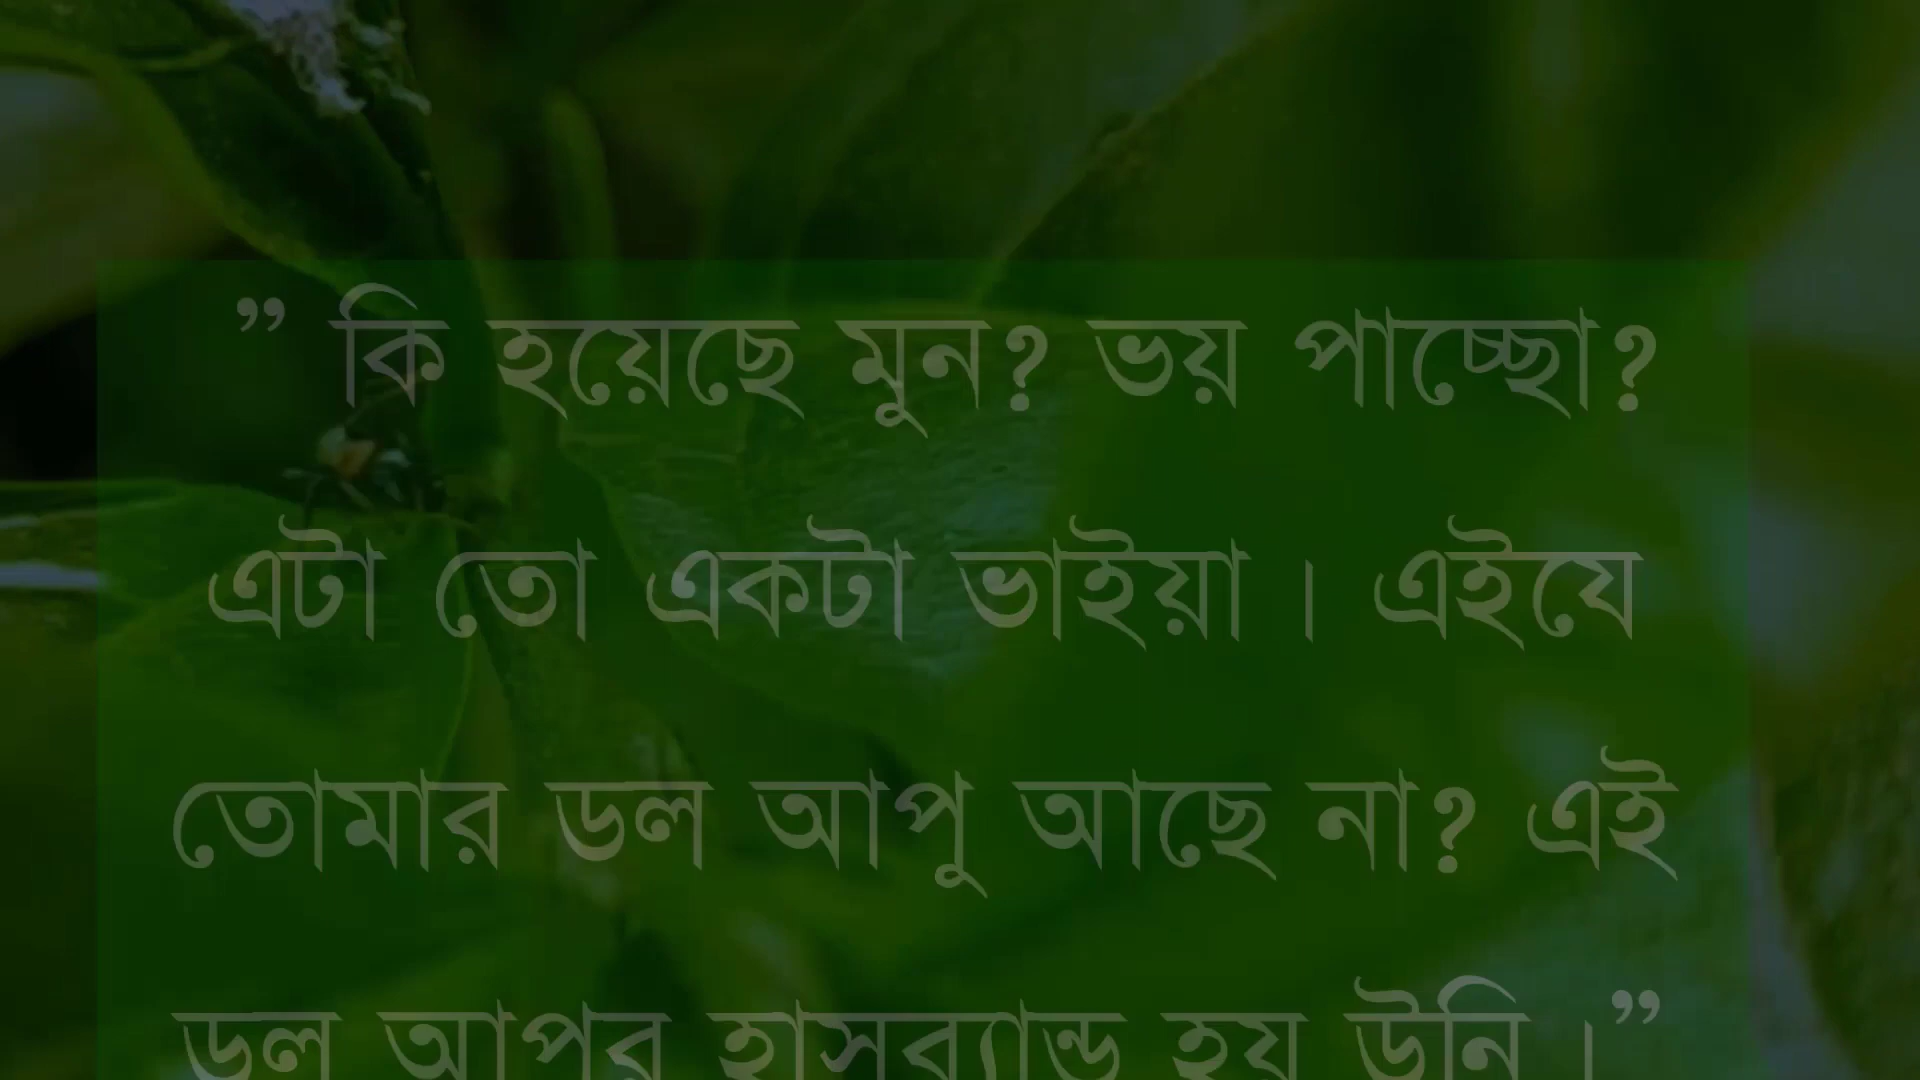 ” কি হয়েছে মুন? ভয় পাচ্ছো?
এটা তো একটা ভাইয়া। এইযে
তোমার ডল আপু আছে না? এই
ডল আপুর হাসব্যান্ড হয় উনি।”